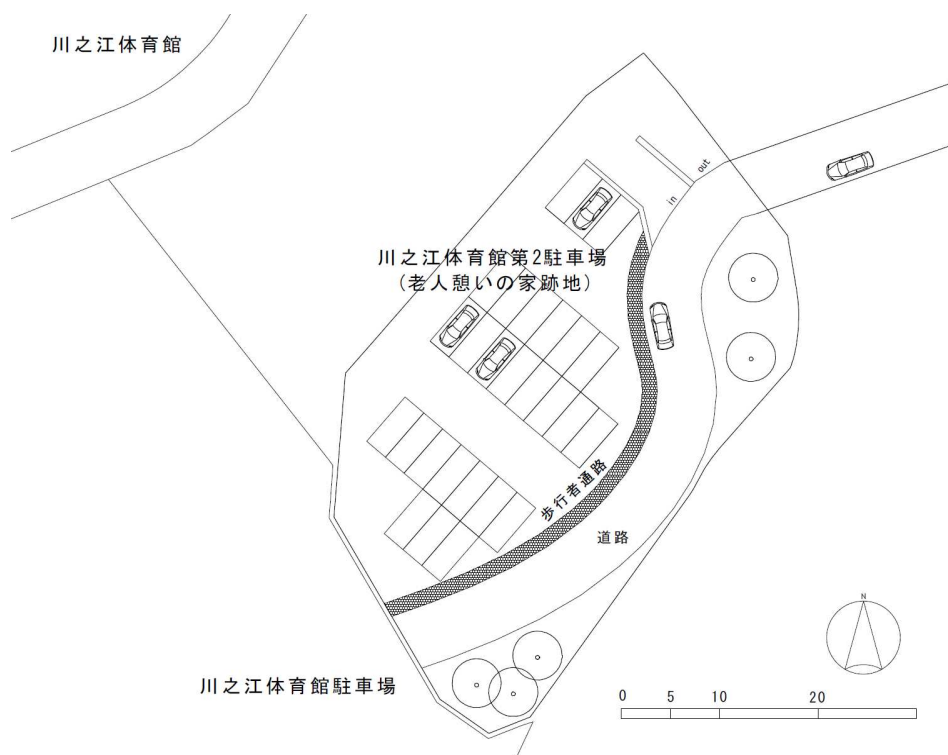 川之江体育館
out
in
川之江体育館第2駐車場
(老人憩いの家跡地)
歩行者通路
道路
N
川之江体育館駐車場
0 5 10 20